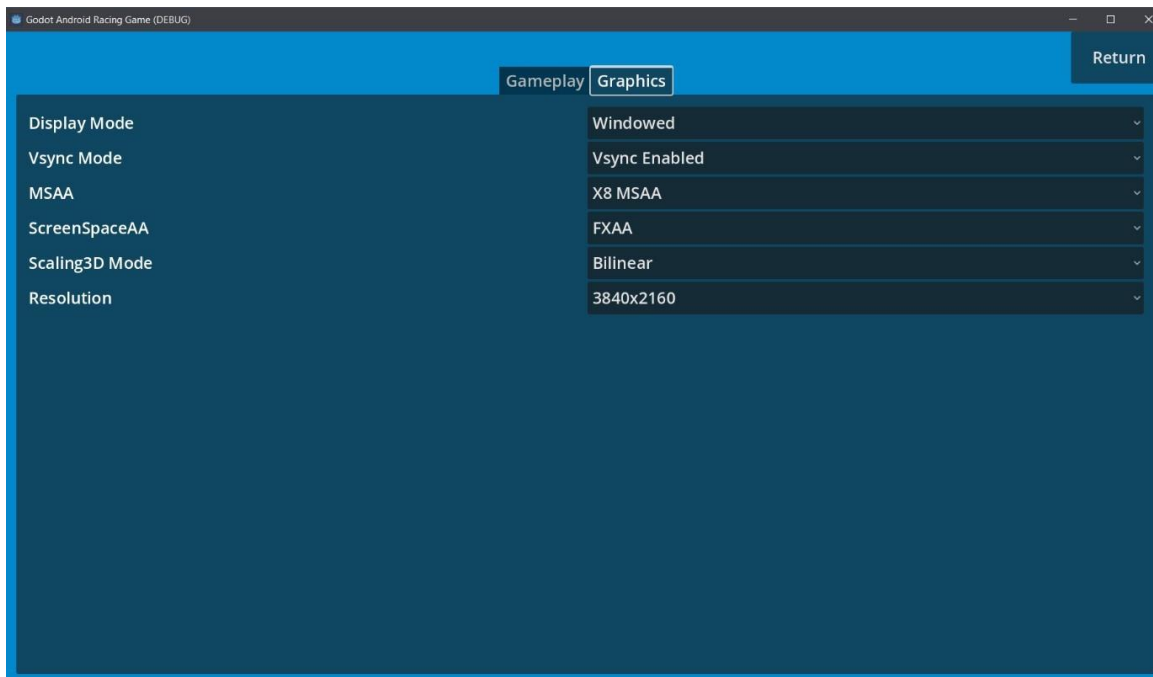 Godot Android Racing Game (DEBUG)
Return
Gameplay Graphics
Display Mode Windowed
Vsync Mode Vsync Enabled
MSAA X8 MSAA
ScreenSpaceAA FXAA
Scaling3D Mode Bilinear
Resolution 3840x2160